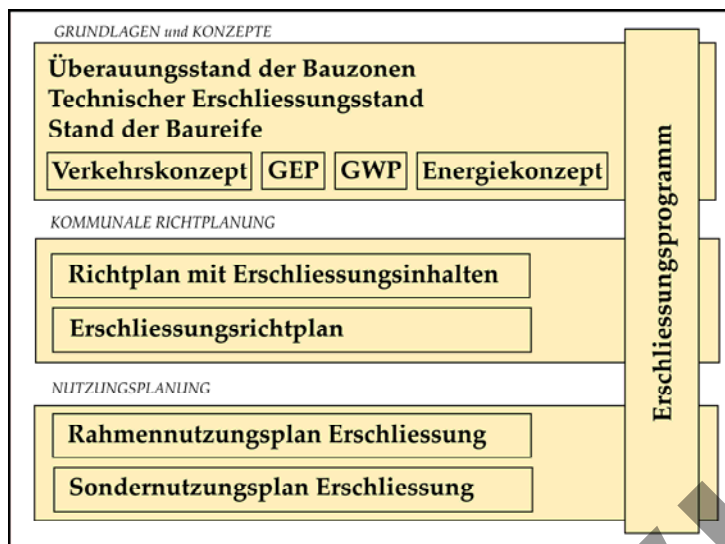 GRUNDLAGEN und KONZEPTE
Überauungsstand der Bauzonen
Technischer Erschliessungsstand
Stand der Baureife
Verkehrskonzept GEP GWP Energiekonzept
KOMMUNALE RICHTPLANUNG
Richtplan mit Erschliessungsinhalten
Erschliessungsrichtplan
NUTZUNGSPLANUNG
Rahmennutzungsplan Erschliessung
Sondernutzungsplan Erschliessung
Erschliessungsprogramm